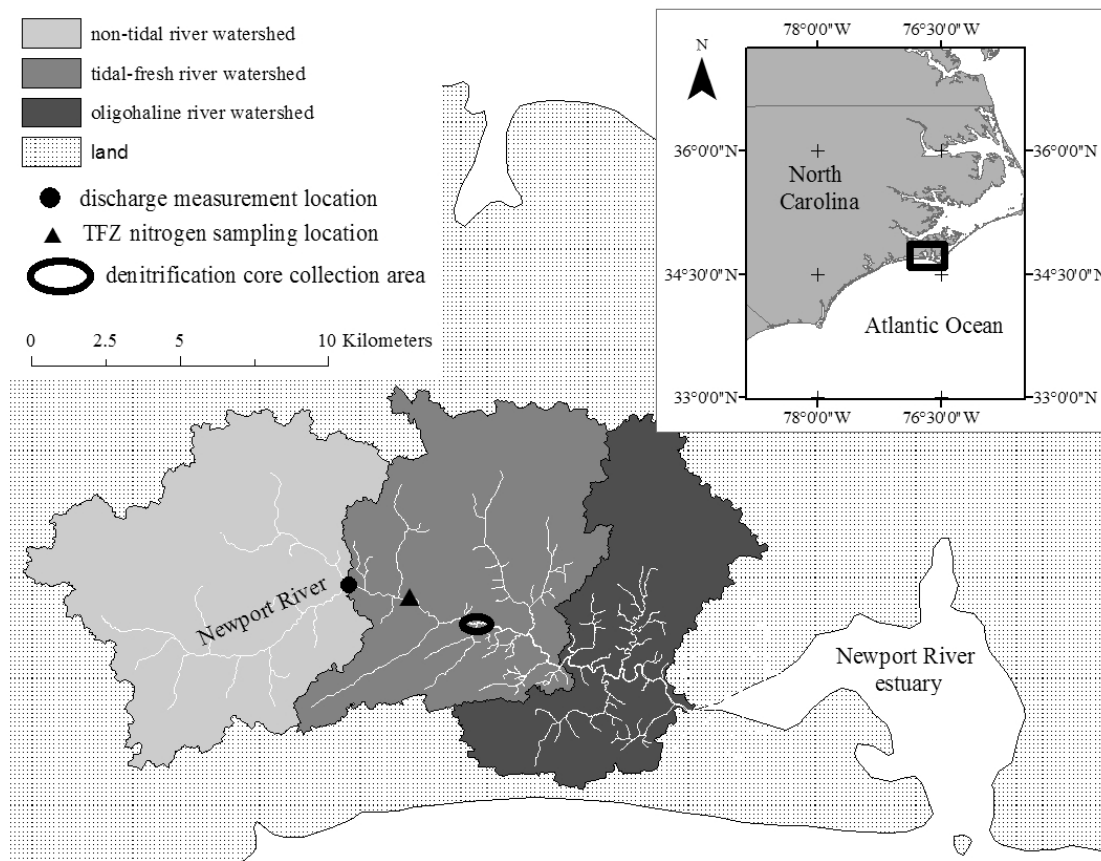 non-tidal river watershed
tidal-fresh river watershed
oligohaline river watershed
land
discharge measurement location
TFZ nitrogen sampling location
denitrification core collection area
0 2.5 5 10 Kilometers
N
78°0'0"W 76°30'0"W
36°0'0"N 36°0'0"N
North
Carolina
34°30'0"N 34°30'0"N
Atlantic Ocean
33°0'0"N 33°0'0"N
78°0'0"W 76°30'0"W
Newport River
Newport River
estuary